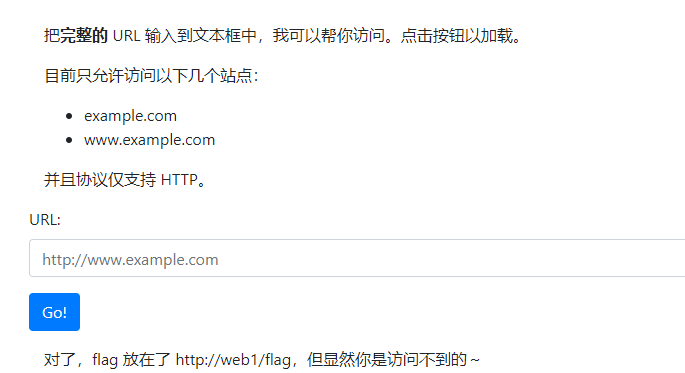 把完整的 URL 输入到文本框中，我可以帮你访问。点击按钮以加载。
目前只允许访问以下几个站点：
• example.com
• www.example.com
并且协议仅支持 HTTP。
URL:
http://www.example.com
Go!
对了，flag 放在了 http://web1/flag，但显然你是访问不到的～